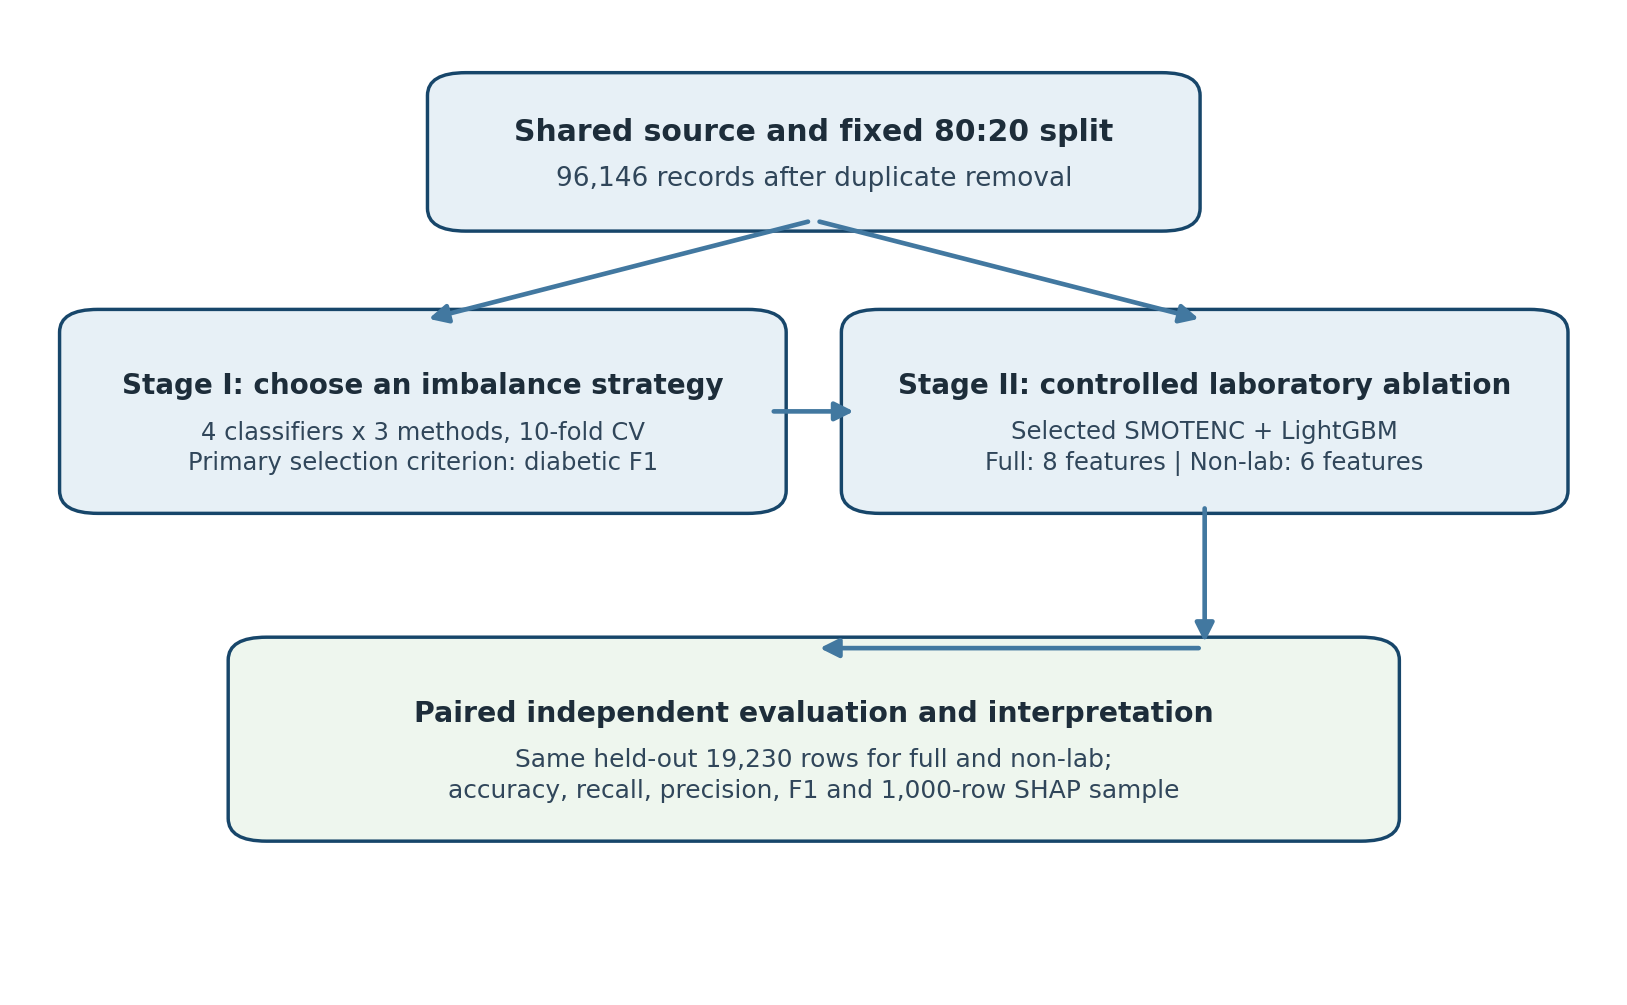 Shared source and fixed 80:20 split
96,146 records after duplicate removal
Stage I: choose an imbalance strategy
4 classifiers x 3 methods, 10-fold CV
Primary selection criterion: diabetic F1
Stage II: controlled laboratory ablation
Selected SMOTENC + LightGBM
Full: 8 features | Non-lab: 6 features
Paired independent evaluation and interpretation
Same held-out 19,230 rows for full and non-lab;
accuracy, recall, precision, F1 and 1,000-row SHAP sample